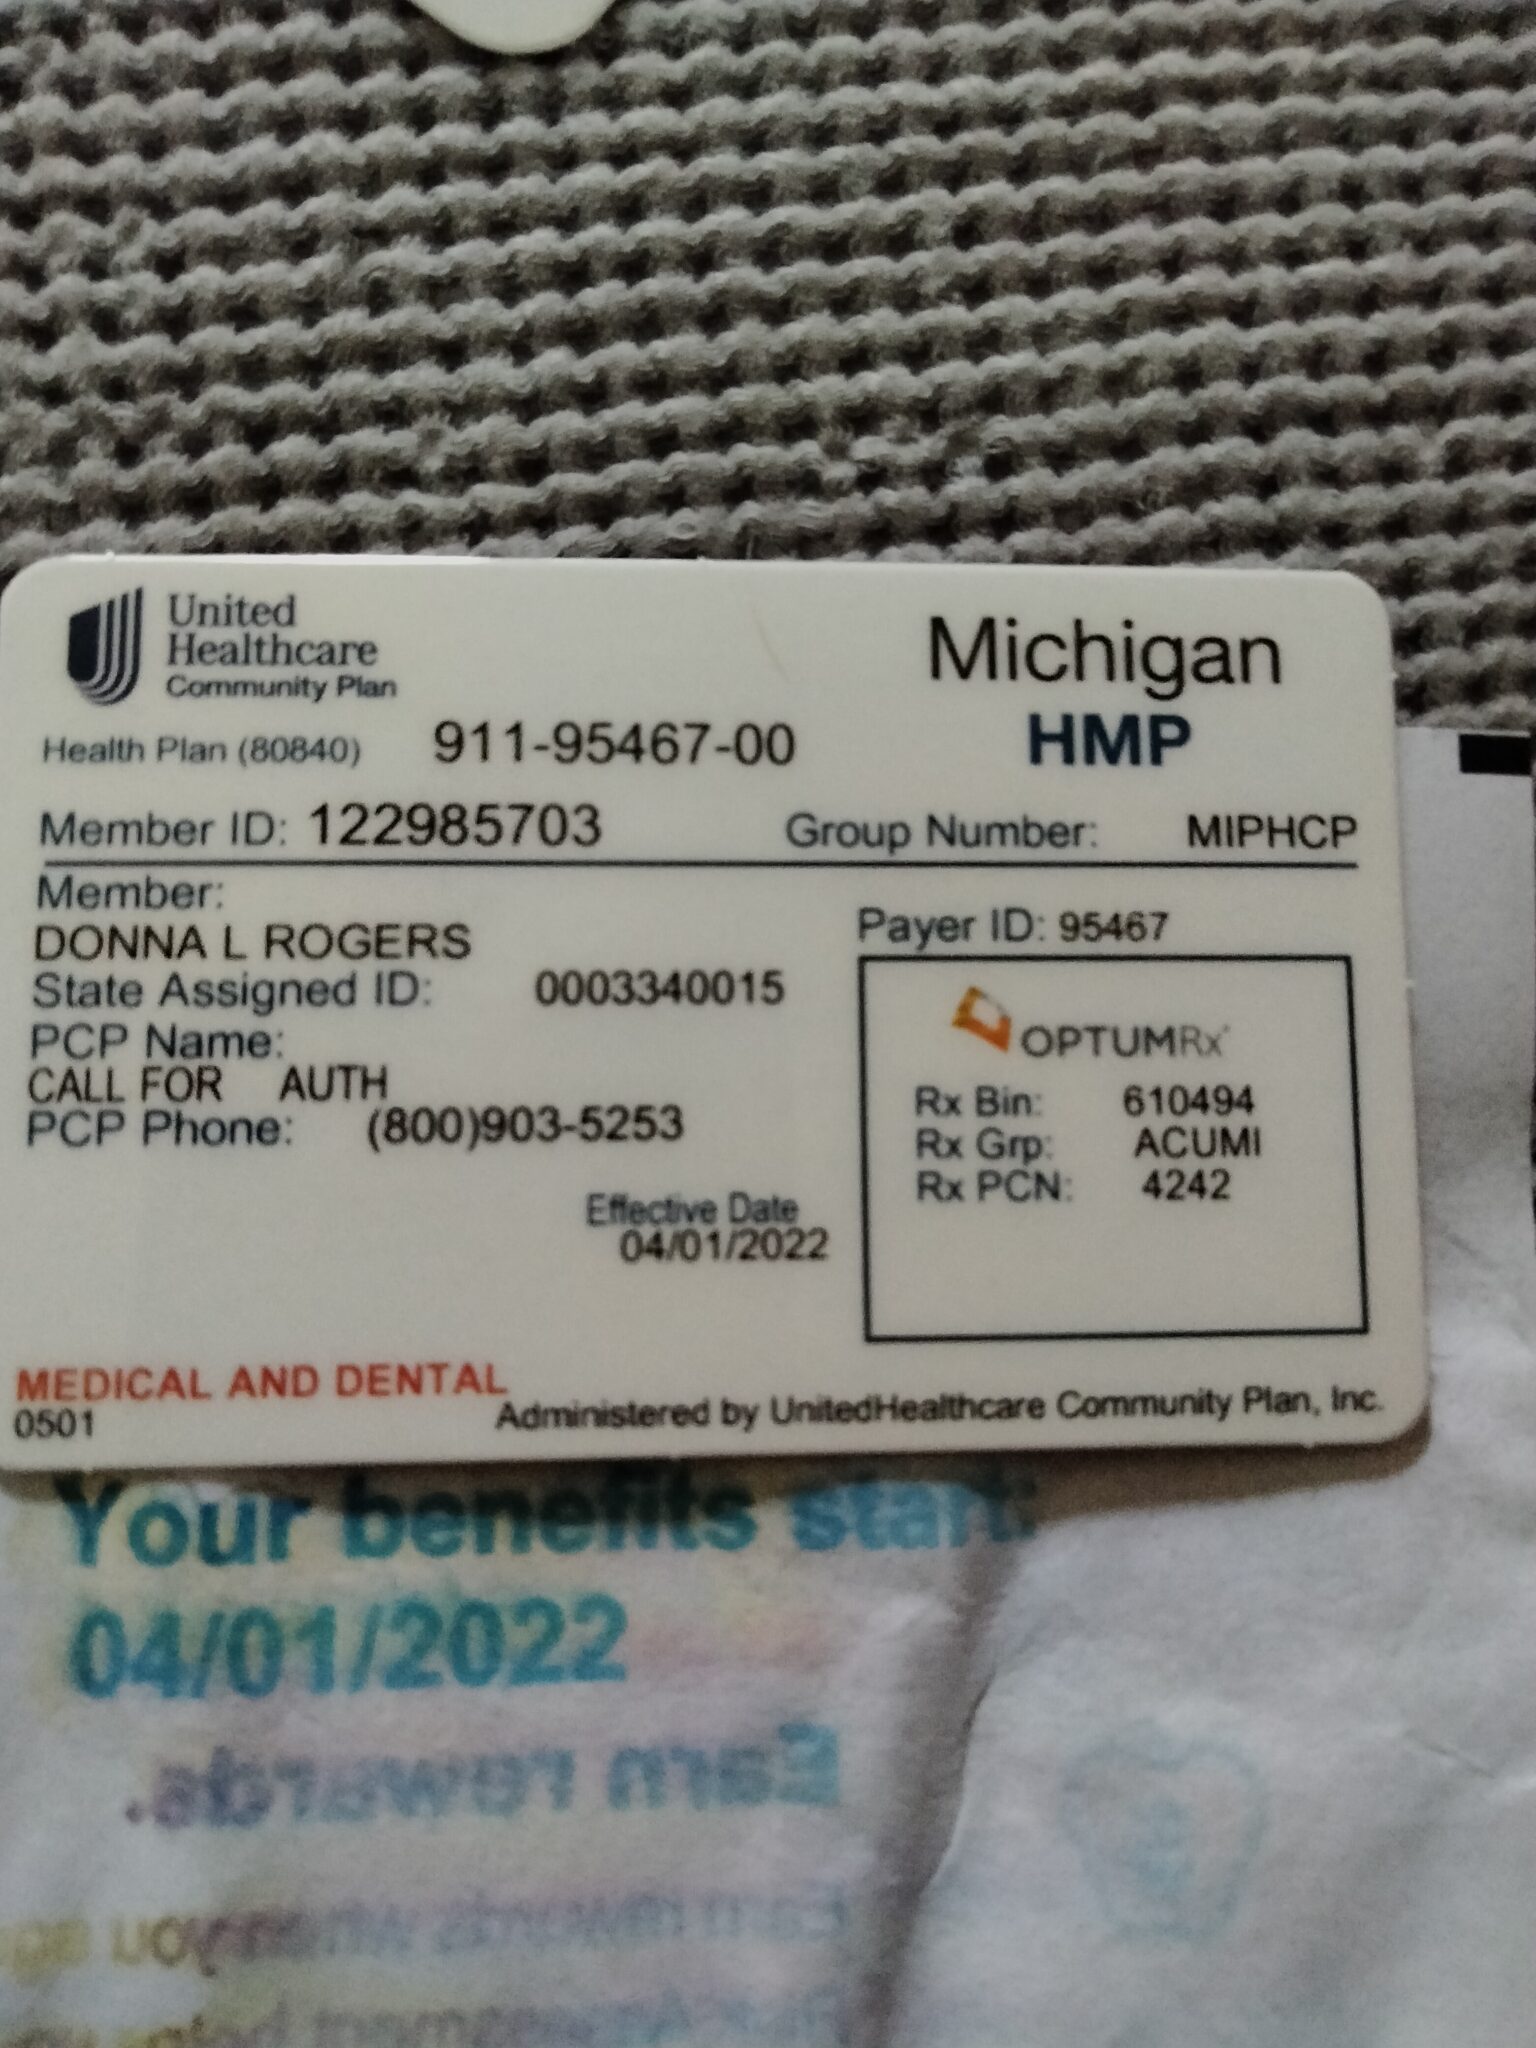 United
Healthcare
Community Plan
Michigan
HMP
Health Plan (80840) 911-95467-00
Member ID: 122985703 Group Number: MIPHCP
Member:
DONNA L ROGERS
Payer ID: 95467
State Assigned ID: 0003340015
PCP Name:
CALL FOR AUTH
PCP Phone: (800)903-5253
OPTUMRx
Rx Bin: 610494
Rx Grp: ACUMI
Rx PCN: 4242
Effective Date
04/01/2022
MEDICAL AND DENTAL
0501
Administered by UnitedHealthcare Community Plan, Inc.
Your benefits start:
04/01/2022
Earn rewards.